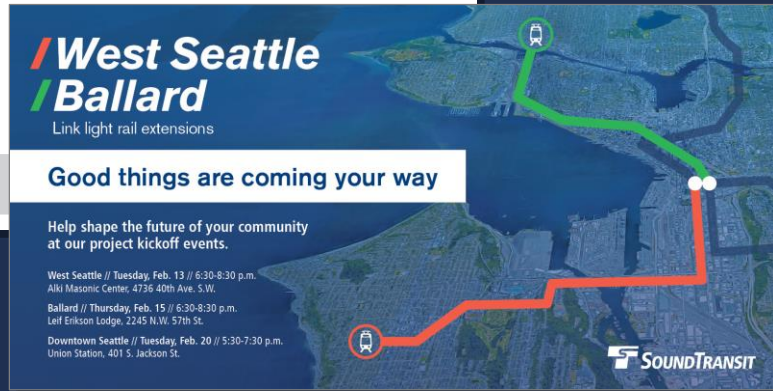 /West Seattle
/Ballard
Link light rail extensions
Good things are coming your way
Help shape the future of your community
at our project kickoff events.
West Seattle // Tuesday, Feb. 13 // 6:30-8:30 p.m.
Alki Masonic Center, 4736 40th Ave. S.W.
Ballard // Thursday, Feb. 15 // 6:30-8:30 p.m.
Leif Erikson Lodge, 2245 N.W. 57th St.
Downtown Seattle // Tuesday, Feb. 20 // 5:30-7:30 p.m.
Union Station, 401 S. Jackson St.
SOUNDTRANSIT